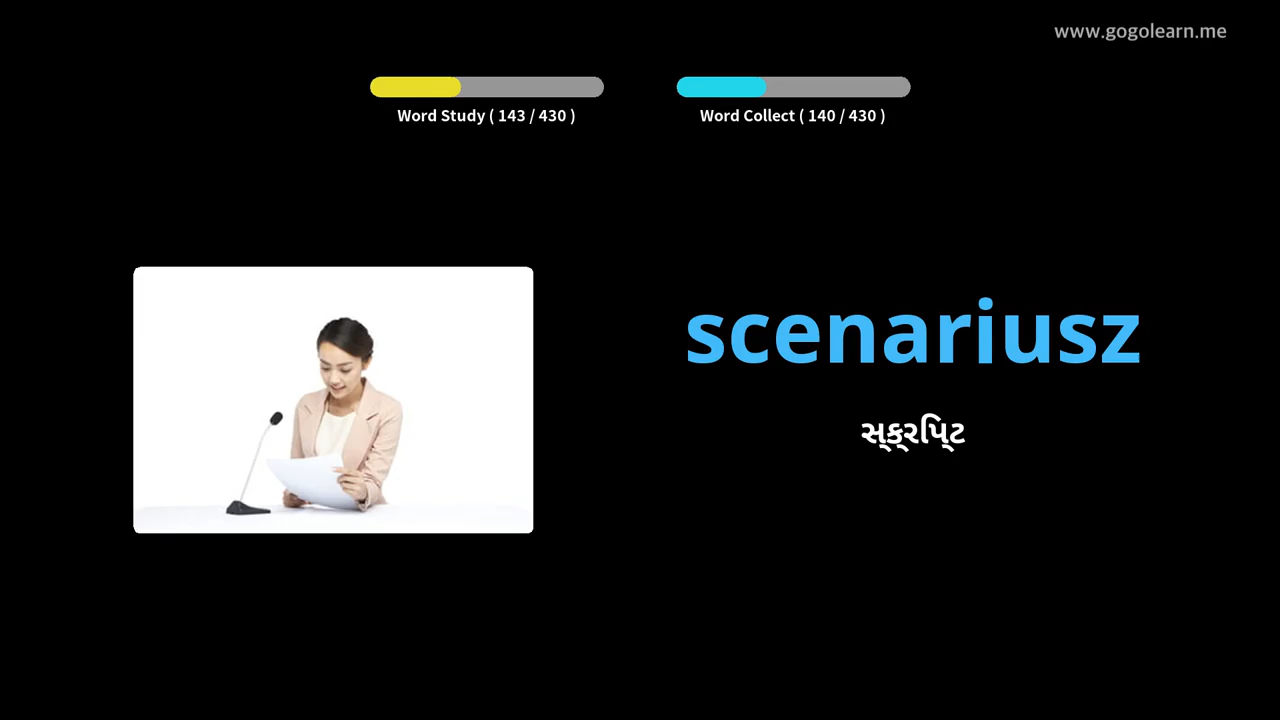 www.gogolearn.me
Word Study ( 143 / 430 )
Word Collect ( 140 / 430 )
scenariusz
સ્ક્રિપ્ટ